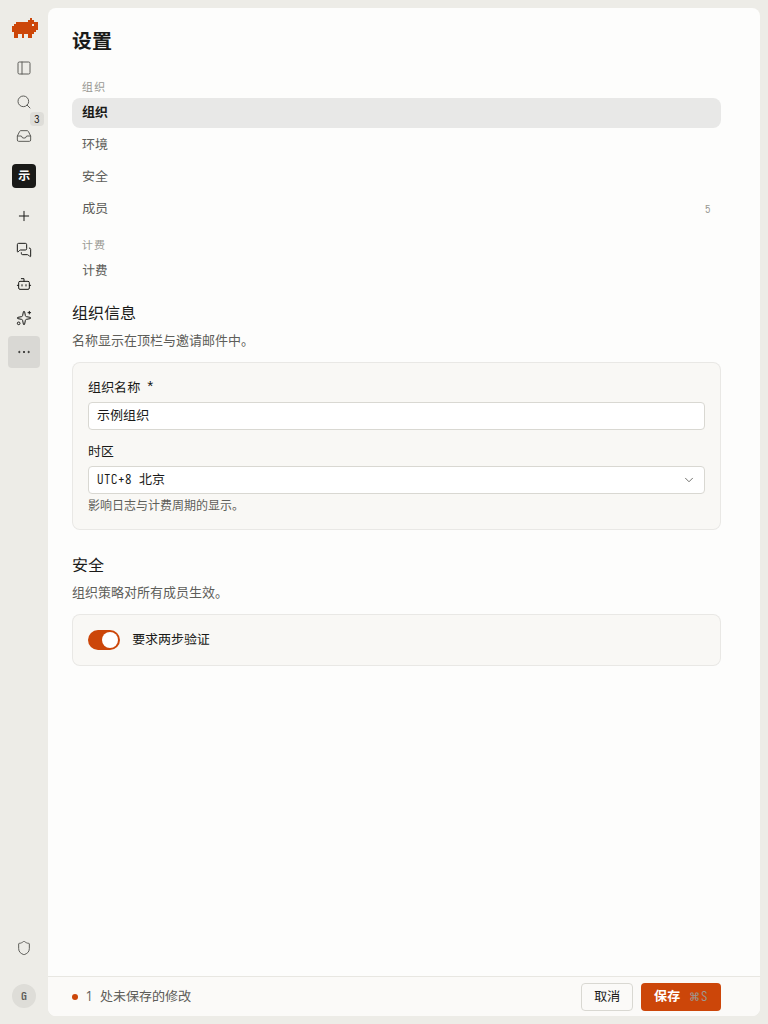 设置
3
示
组织
组织
环境
安全
成员 5
计费
计费
组织信息
名称显示在顶栏与邀请邮件中。
组织名称 *
示例组织
时区
UTC+8 北京
影响日志与计费周期的显示。
安全
组织策略对所有成员生效。
要求两步验证
G
1 处未保存的修改
取消
保存 ⌘S